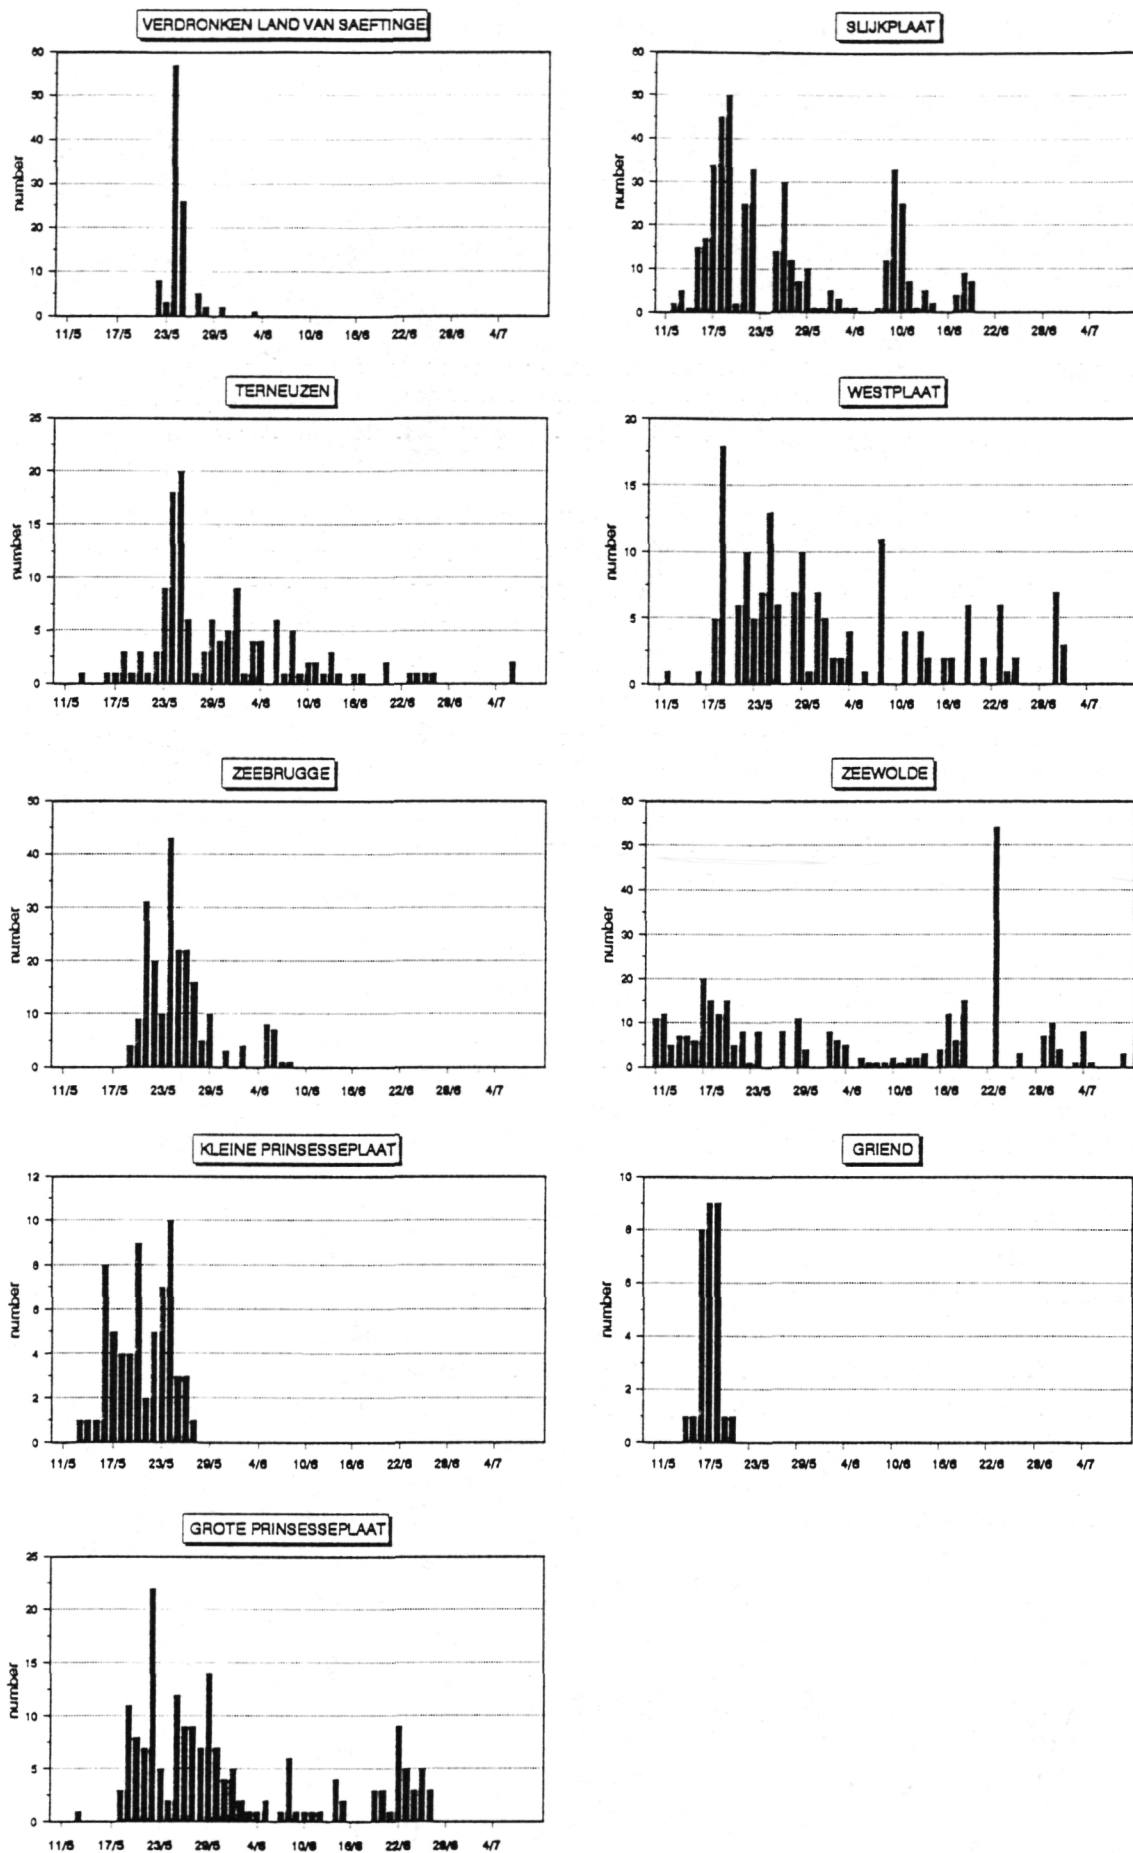 VERDRONKEN LAND VAN SAEFTINGE
60
50
40
30
20
10
0
number
11/5 17/5 23/5 29/5 4/6 10/6 16/6 22/6 28/6 4/7
SLIJKPLAAT
60
50
40
30
20
10
0
number
11/5 17/5 23/5 29/5 4/6 10/6 16/6 22/6 28/6 4/7
TERNEUZEN
25
20
15
10
5
0
number
11/5 17/5 23/5 29/5 4/6 10/6 16/6 22/6 28/6 4/7
WESTPLAAT
20
15
10
5
0
number
11/5 17/5 23/5 29/5 4/6 10/6 16/6 22/6 28/6 4/7
ZEEBRUGGE
50
40
30
20
10
0
number
11/5 17/5 23/5 29/5 4/6 10/6 16/6 22/6 28/6 4/7
ZEEWOLDE
60
50
40
30
20
10
0
number
11/5 17/5 23/5 29/5 4/6 10/6 16/6 22/6 28/6 4/7
KLEINE PRINSESSEPLAAT
12
10
8
6
4
2
0
number
11/5 17/5 23/5 29/5 4/6 10/6 16/6 22/6 28/6 4/7
GRIEND
10
8
6
4
2
0
number
11/5 17/5 23/5 29/5 4/6 10/6 16/6 22/6 28/6 4/7
GROTE PRINSESSEPLAAT
25
20
15
10
5
0
number
11/5 17/5 23/5 29/5 4/6 10/6 16/6 22/6 28/6 4/7